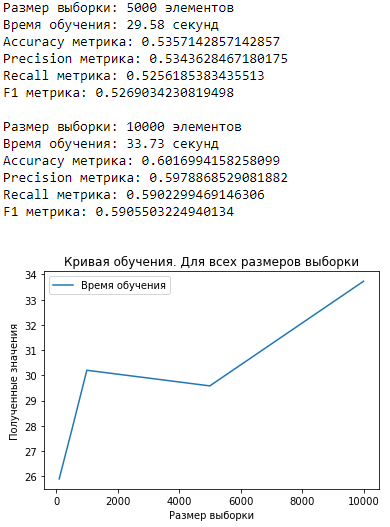 Размер выборки: 5000 элементов
Время обучения: 29.58 секунд
Accuracy метрика: 0.5357142857142857
Precision метрика: 0.5343628467180175
Recall метрика: 0.5256185383435513
F1 метрика: 0.5269034230819498
Размер выборки: 10000 элементов
Время обучения: 33.73 секунд
Accuracy метрика: 0.6016994158258099
Precision метрика: 0.5978868529081882
Recall метрика: 0.5902299469146306
F1 метрика: 0.5905503224940134
Кривая обучения. Для всех размеров выборки
Время обучения
Полученные значения
34
33
32
31
30
29
28
27
26
0 2000 4000 6000 8000 10000
Размер выборки